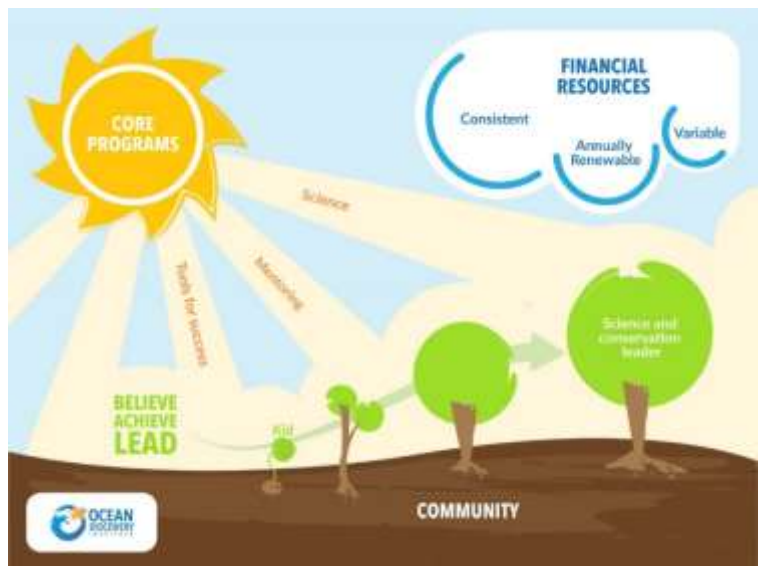 CORE
PROGRAMS
FINANCIAL
RESOURCES
Consistent
Annually
Renewable
Variable
Science
Mentoring
Tools for success
BELIEVE
ACHIEVE
LEAD
Kid
Science and
conservation
leader
COMMUNITY
OCEAN
DISCOVERY
INSTITUTE